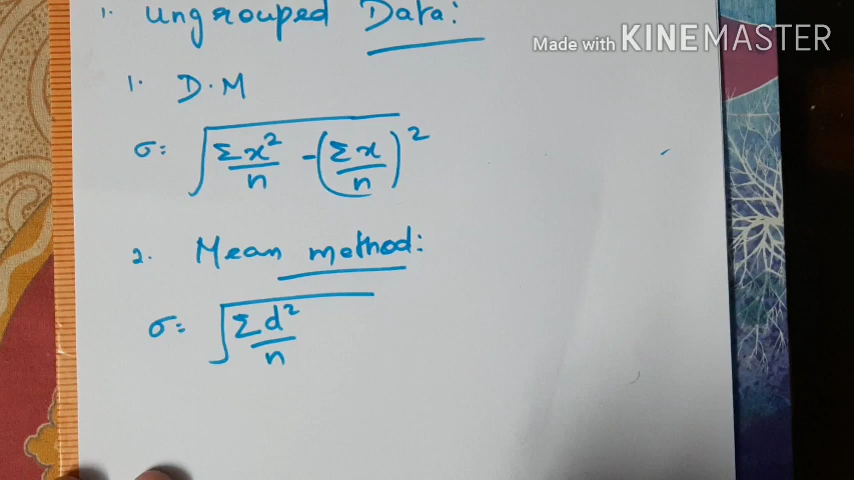 1. Ungrouped Data:
Made with KINEMASTER
1. D.M
σ = √(Σx²/n - (Σx/n)²)
2. Mean method:
σ = √(Σd²/n)